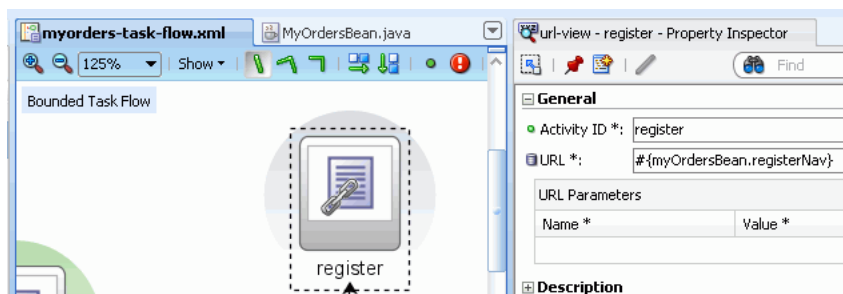 myorders-task-flow.xml
MyOrdersBean.java
125%
Show
Bounded Task Flow
register
url-view - register - Property Inspector
Find
General
Activity ID *:
register
URL *:
#{myOrdersBean.registerNav}
URL Parameters
Name *
Value *
Description